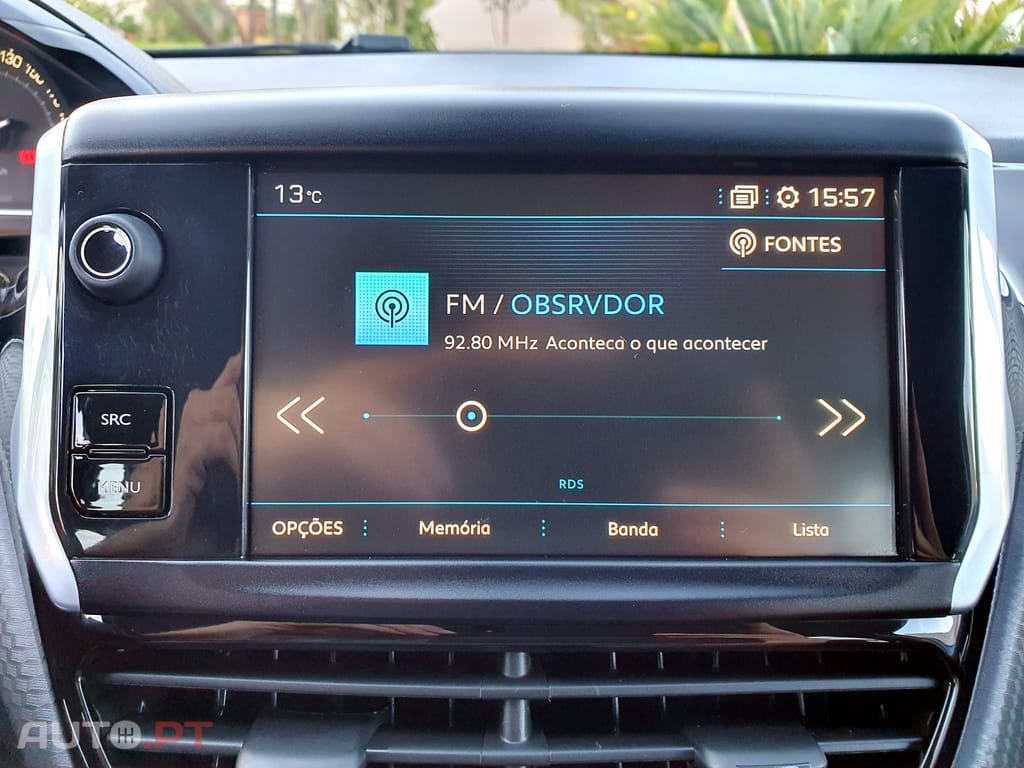 130
13°C
15:57
FONTES
FM / OBSRVDOR
92.80 MHz Aconteca o que acontecer
SRC
MENU
RDS
OPÇÕES Memória Banda Lista
AUTO.PT